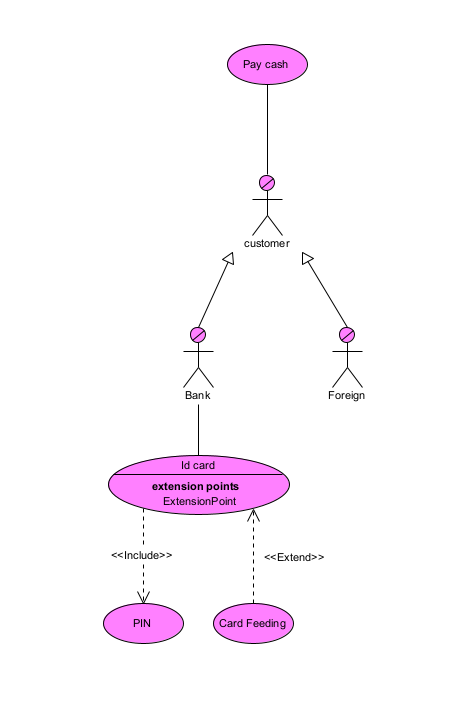 Pay cash
customer
Bank
Foreign
Id card
extension points
ExtensionPoint
<<Include>>
<<Extend>>
PIN
Card Feeding